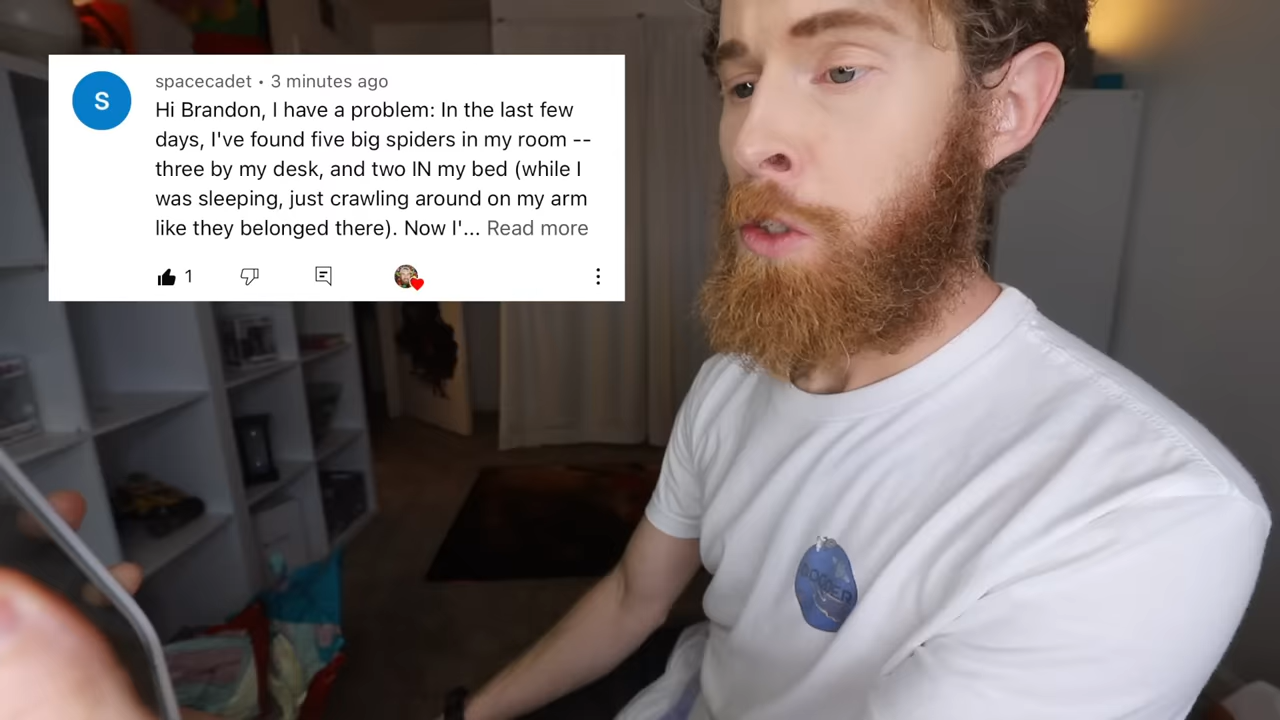 S
spacecadet • 3 minutes ago
Hi Brandon, I have a problem: In the last few
days, I've found five big spiders in my room --
three by my desk, and two IN my bed (while I
was sleeping, just crawling around on my arm
like they belonged there). Now I'... Read more
1